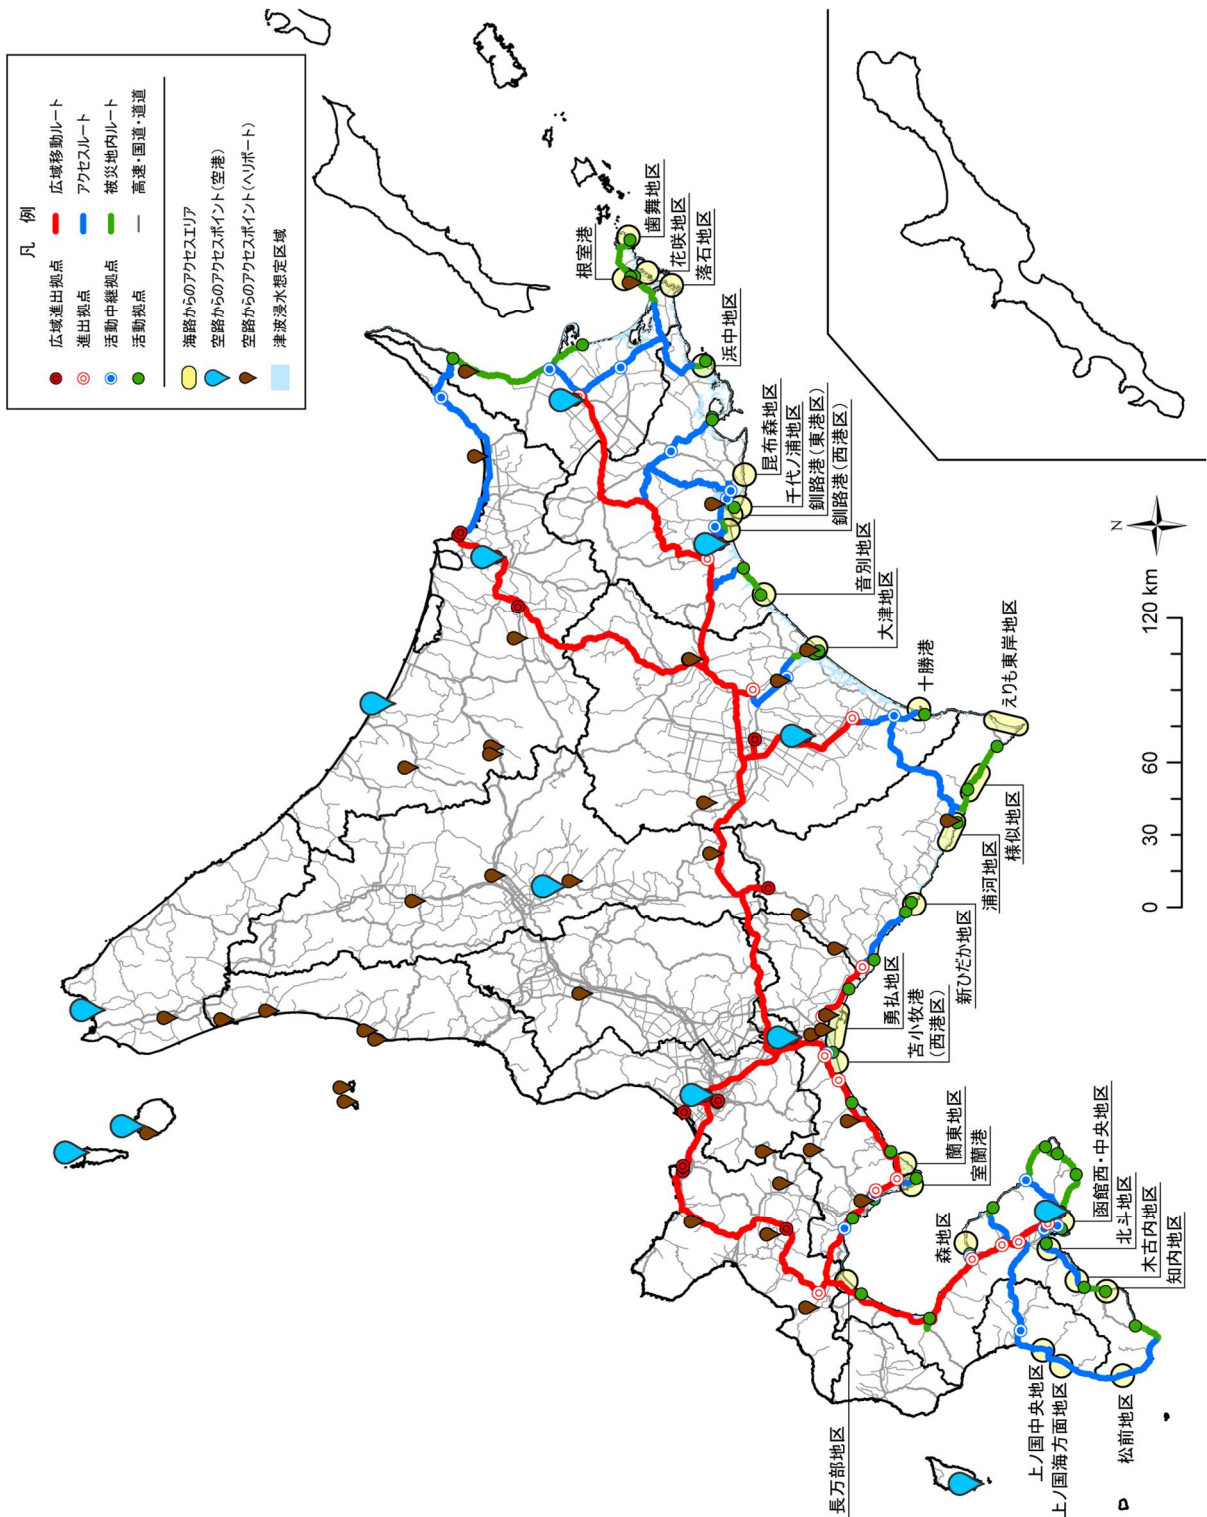 凡 例
広域進出拠点
進出拠点
活動中継拠点
活動拠点
広域移動ルート
アクセスルート
被災地内ルート
高速・国道・道道
海路からのアクセスエリア
空路からのアクセスポイント(空港)
空路からのアクセスポイント(ヘリポート)
津波浸水想定区域
根室港
歯舞地区
花咲地区
落石地区
浜中地区
昆布森地区
千代ノ浦地区
釧路港(東港区)
釧路港(西港区)
音別地区
大津地区
十勝港
えりも東岸地区
様似地区
浦河地区
新ひだか地区
勇払地区
苫小牧港
(西港区)
蘭東地区
室蘭港
森地区
函館西・中央地区
北斗地区
木古内地区
知内地区
長万部地区
上ノ国中央地区
上ノ国海方面地区
松前地区
N
0 30 60 120 km